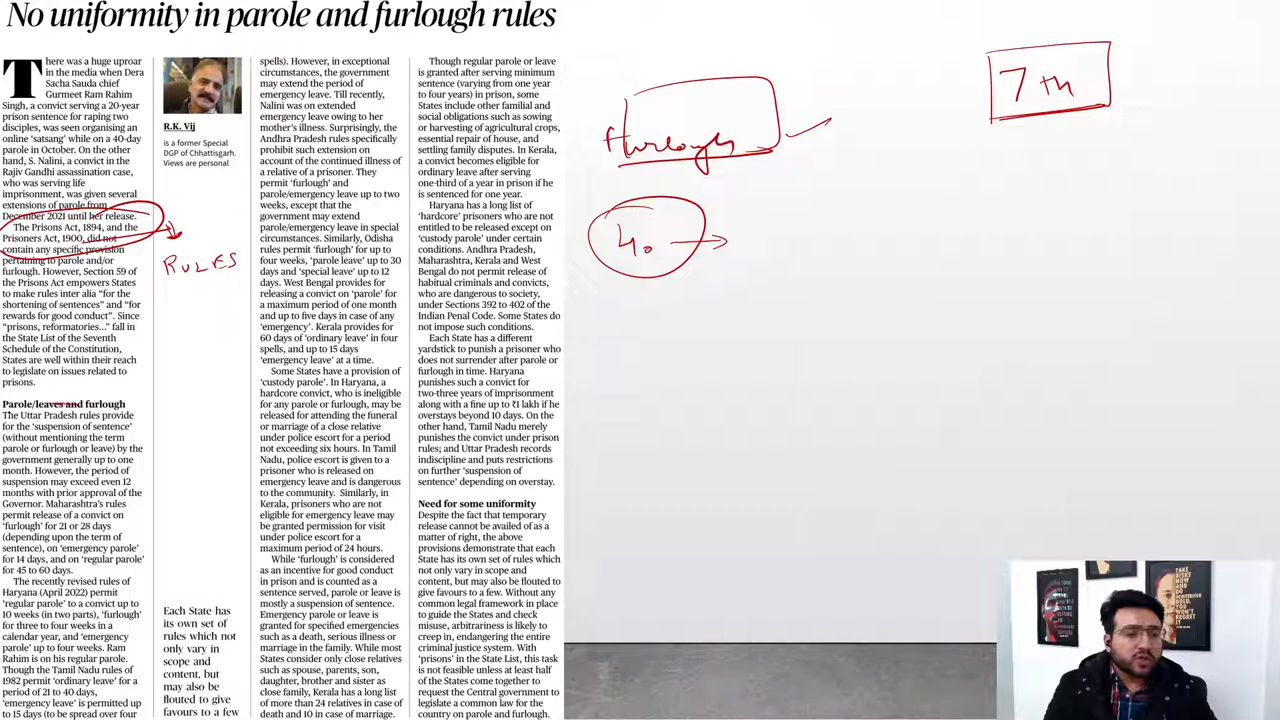 No uniformity in parole and furlough rules
There was a huge uproar
in the media when Dera
Sacha Sauda chief
Gurmeet Ram Rahim
Singh, a convict serving a 20-year
prison sentence for raping two
disciples, was seen organising an
online ‘satsang’ while on a 40-day
parole in October. On the other
hand, S. Nalini, a convict in the
Rajiv Gandhi assassination case,
who was serving life
imprisonment, was given several
extensions of parole from
December 2021 until her release.
The Prisons Act, 1894, and the
Prisoners Act, 1900, did not
contain any specific provision
pertaining to parole and/or
furlough. However, Section 59 of
the Prisons Act empowers States
to make rules inter alia “for the
shortening of sentences” and “for
rewards for good conduct”. Since
“prisons, reformatories...” fall in
the State List of the Seventh
Schedule of the Constitution,
States are well within their reach
to legislate on issues related to
prisons.
Parole/leaves and furlough
The Uttar Pradesh rules provide
for the ‘suspension of sentence’
(without mentioning the term
parole or furlough or leave) by the
government generally up to one
month. However, the period of
suspension may exceed even 12
months with prior approval of the
Governor. Maharashtra’s rules
permit release of a convict on
‘furlough’ for 21 or 28 days
(depending upon the term of
sentence), on ‘emergency parole’
for 14 days, and on ‘regular parole’
for 45 to 60 days.
The recently revised rules of
Haryana (April 2022) permit
‘regular parole’ to a convict up to
10 weeks (in two parts), ‘furlough’
for three to four weeks in a
calendar year, and ‘emergency
parole’ up to four weeks. Ram
Rahim is on his regular parole.
Though the Tamil Nadu rules of
1982 permit ‘ordinary leave’ for a
period of 21 to 40 days,
‘emergency leave’ is permitted up
to 15 days (to be spread over four
R.K. Vij
is a former Special
DGP of Chhattisgarh.
Views are personal
RULES
Each State has
its own set of
rules which not
only vary in
scope and
content, but
may also be
flouted to give
favours to a few
spells). However, in exceptional
circumstances, the government
may extend the period of
emergency leave. Till recently,
Nalini was on extended
emergency leave owing to her
mother’s illness. Surprisingly, the
Andhra Pradesh rules specifically
prohibit such extension on
account of the continued illness of
a relative of a prisoner. They
permit ‘furlough’ and
parole/emergency leave up to two
weeks, except that the
government may extend
parole/emergency leave in special
circumstances. Similarly, Odisha
rules permit ‘furlough’ for up to
four weeks, ‘parole leave’ up to 30
days and ‘special leave’ up to 12
days. West Bengal provides for
releasing a convict on ‘parole’ for
a maximum period of one month
and up to five days in case of any
‘emergency’. Kerala provides for
60 days of ‘ordinary leave’ in four
spells, and up to 15 days
‘emergency leave’ at a time.
Some States have a provision of
‘custody parole’. In Haryana, a
hardcore convict, who is ineligible
for any parole or furlough, may be
released for attending the funeral
or marriage of a close relative
under police escort for a period
not exceeding six hours. In Tamil
Nadu, police escort is given to a
prisoner who is released on
emergency leave and is dangerous
to the community. Similarly, in
Kerala, prisoners who are not
eligible for emergency leave may
be granted permission for visit
under police escort for a
maximum period of 24 hours.
While ‘furlough’ is considered
as an incentive for good conduct
in prison and is counted as a
sentence served, parole or leave is
mostly a suspension of sentence.
Emergency parole or leave is
granted for specified emergencies
such as a death, serious illness or
marriage in the family. While most
States consider only close relatives
such as spouse, parents, son,
daughter, brother and sister as
close family, Kerala has a long list
of more than 24 relatives in case of
death and 10 in case of marriage.
Though regular parole or leave
is granted after serving minimum
sentence (varying from one year
to four years) in prison, some
States include other familial and
social obligations such as sowing
or harvesting of agricultural crops,
essential repair of house, and
settling family disputes. In Kerala,
a convict becomes eligible for
ordinary leave after serving
one-third of a year in prison if he
is sentenced for one year.
Haryana has a long list of
‘hardcore’ prisoners who are not
entitled to be released except on
‘custody parole’ under certain
conditions. Andhra Pradesh,
Maharashtra, Kerala and West
Bengal do not permit release of
habitual criminals and convicts,
who are dangerous to society,
under Sections 392 to 402 of the
Indian Penal Code. Some States do
not impose such conditions.
Each State has a different
yardstick to punish a prisoner who
does not surrender after parole or
furlough in time. Haryana
punishes such a convict for
two-three years of imprisonment
along with a fine up to ₹1 lakh if he
overstays beyond 10 days. On the
other hand, Tamil Nadu merely
punishes the convict under prison
rules; and Uttar Pradesh records
indiscipline and puts restrictions
on further ‘suspension of
sentence’ depending on overstay.
Need for some uniformity
Despite the fact that temporary
release cannot be availed of as a
matter of right, the above
provisions demonstrate that each
State has its own set of rules which
not only vary in scope and
content, but may also be flouted to
give favours to a few. Without any
common legal framework in place
to guide the States and check
misuse, arbitrariness is likely to
creep in, endangering the entire
criminal justice system. With
‘prisons’ in the State List, this task
is not feasible unless at least half
of the States come together to
request the Central government to
legislate a common law for the
country on parole and furlough.
furlough
40
7th